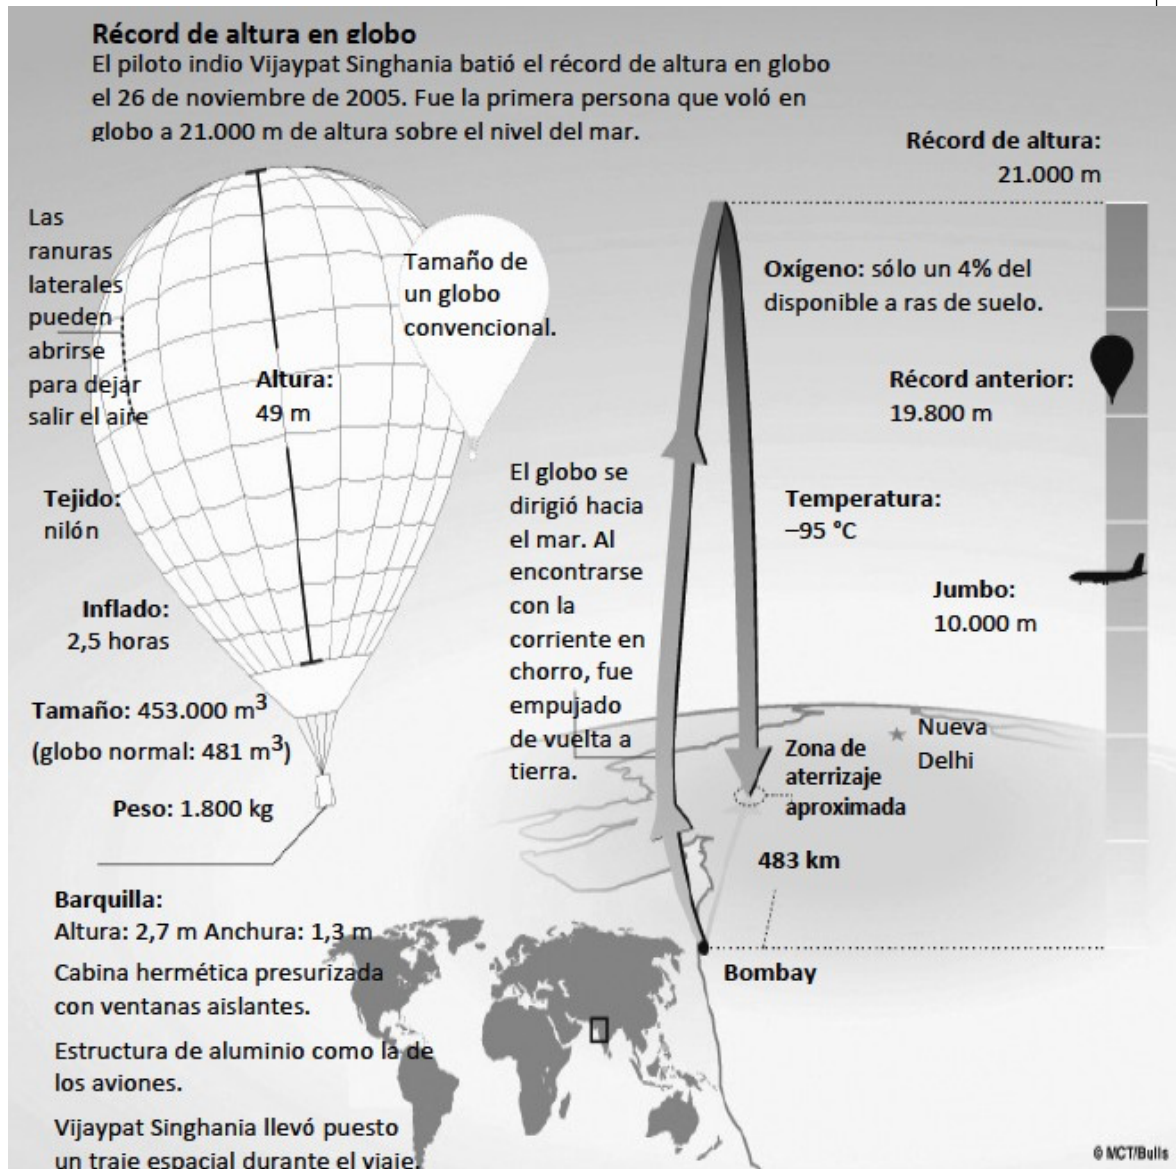 Récord de altura en globo
El piloto indio Vijaypat Singhania batió el récord de altura en globo
el 26 de noviembre de 2005. Fue la primera persona que voló en
globo a 21.000 m de altura sobre el nivel del mar.
Récord de altura:
21.000 m
Las
ranuras
laterales
pueden
abrirse
para dejar
salir el aire
Tamaño de
un globo
convencional.
Oxígeno: sólo un 4% del
disponible a ras de suelo.
Altura:
49 m
Récord anterior:
19.800 m
Tejido:
nilón
El globo se
dirigió hacia
el mar. Al
encontrarse
con la
corriente en
chorro, fue
empujado
de vuelta a
tierra.
Temperatura:
–95 °C
Jumbo:
10.000 m
Inflado:
2,5 horas
Tamaño: 453.000 m³
(globo normal: 481 m³)
Nueva
Delhi
Zona de
aterrizaje
aproximada
Peso: 1.800 kg
483 km
Barquilla:
Altura: 2,7 m Anchura: 1,3 m
Cabina hermética presurizada
con ventanas aislantes.
Bombay
Estructura de aluminio como la de
los aviones.
Vijaypat Singhania llevó puesto
un traje espacial durante el viaje.
© MCT/Bulls